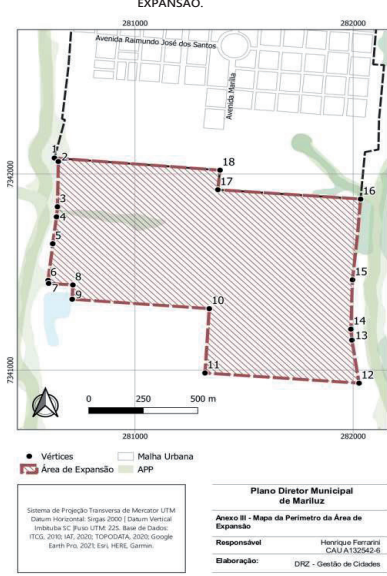 EXPANSÃO.
281000
282000
Avenida Raimundo José dos Santos
Avenida Marília
7342000
7341000
1
2
18
17
16
3
4
5
6
7
8
9
10
15
14
13
11
12
0 250 500 m
281000
282000
Vértices
Malha Urbana
Área de Expansão
APP
Sistema de Projeção Transversa de Mercator UTM
Datum Horizontal: Sirgas 2000 | Datum Vertical
Imbituba SC |Fuso UTM: 22S. Base de Dados:
ITCG, 2010; IAT, 2020; TOPODATA, 2020; Google
Earth Pro, 2021; Esri, HERE, Garmin.
Plano Diretor Municipal
de Mariluz
Anexo III - Mapa da Perímetro da Área de
Expansão
Responsável Henrique Ferrarini
CAU A132542-6
Elaboração: DRZ - Gestão de Cidades